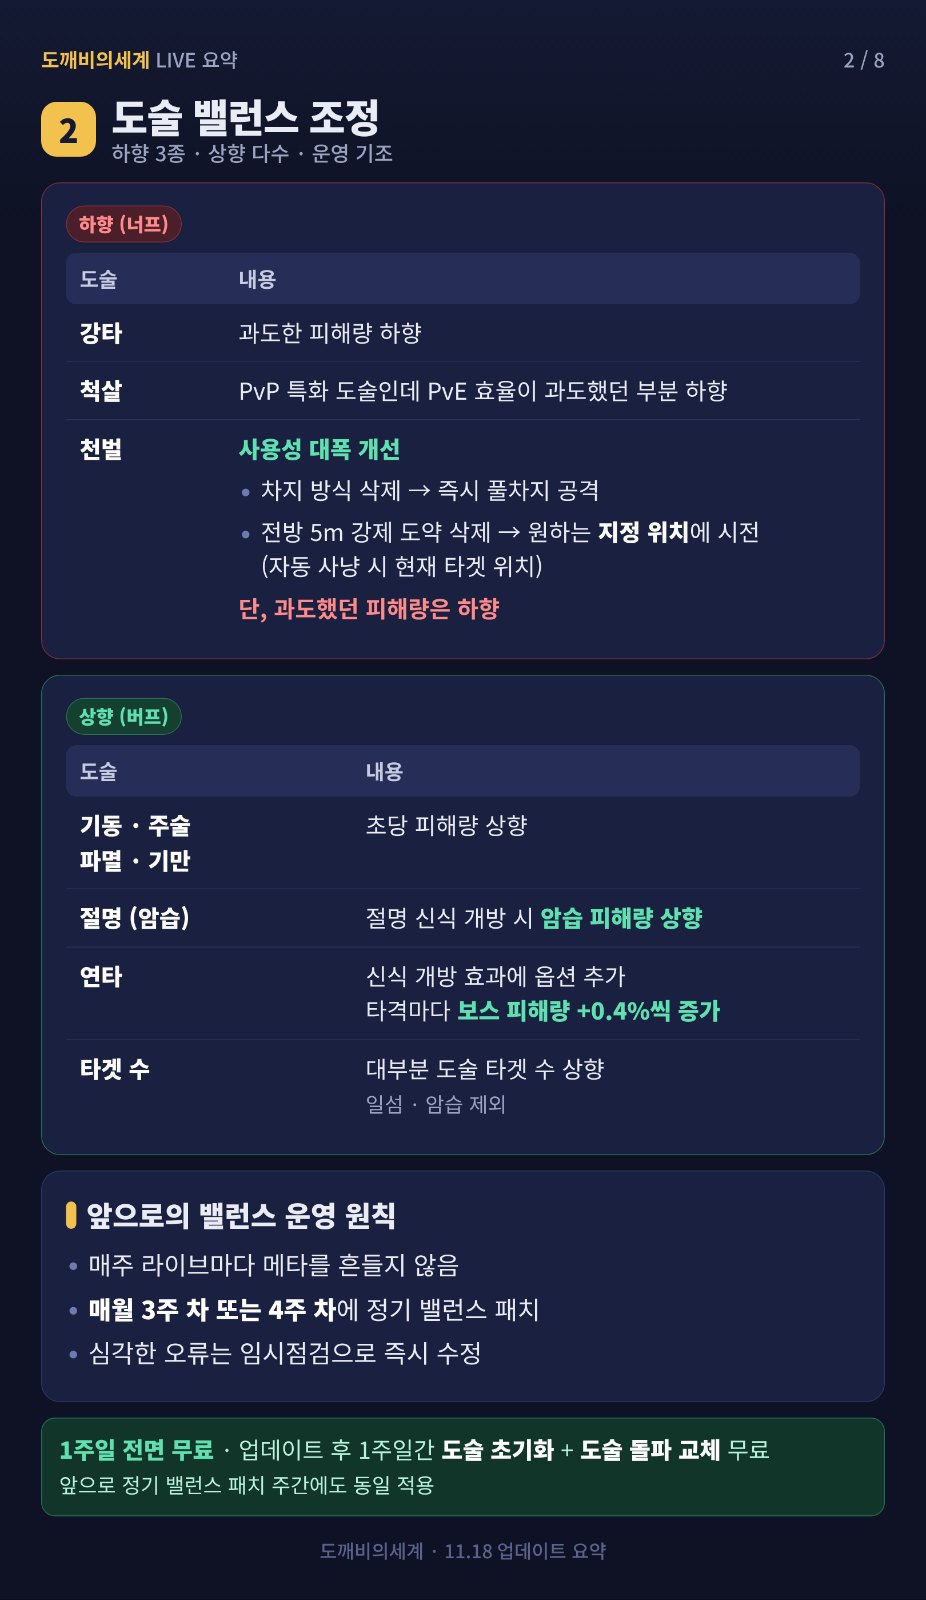 도깨비의세계 LIVE 요약
2 / 8
2
도술 밸런스 조정
하향 3종 · 상향 다수 · 운영 기조
하향 (너프)
도술 내용
강타 과도한 피해량 하향
척살 PvP 특화 도술인데 PvE 효율이 과도했던 부분 하향
천벌 사용성 대폭 개선
• 차지 방식 삭제 → 즉시 풀차지 공격
• 전방 5m 강제 도약 삭제 → 원하는 지정 위치에 시전
(자동 사냥 시 현재 타겟 위치)
단, 과도했던 피해량은 하향
상향 (버프)
도술 내용
기동 · 주술 초당 피해량 상향
파멸 · 기만
절명 (암습) 절명 신식 개방 시 암습 피해량 상향
연타 신식 개방 효과에 옵션 추가
타격마다 보스 피해량 +0.4%씩 증가
타겟 수 대부분 도술 타겟 수 상향
일섬 · 암습 제외
앞으로의 밸런스 운영 원칙
• 매주 라이브마다 메타를 흔들지 않음
• 매월 3주 차 또는 4주 차에 정기 밸런스 패치
• 심각한 오류는 임시점검으로 즉시 수정
1주일 전면 무료 · 업데이트 후 1주일간 도술 초기화 + 도술 돌파 교체 무료
앞으로 정기 밸런스 패치 주간에도 동일 적용
도깨비의세계 · 11.18 업데이트 요약